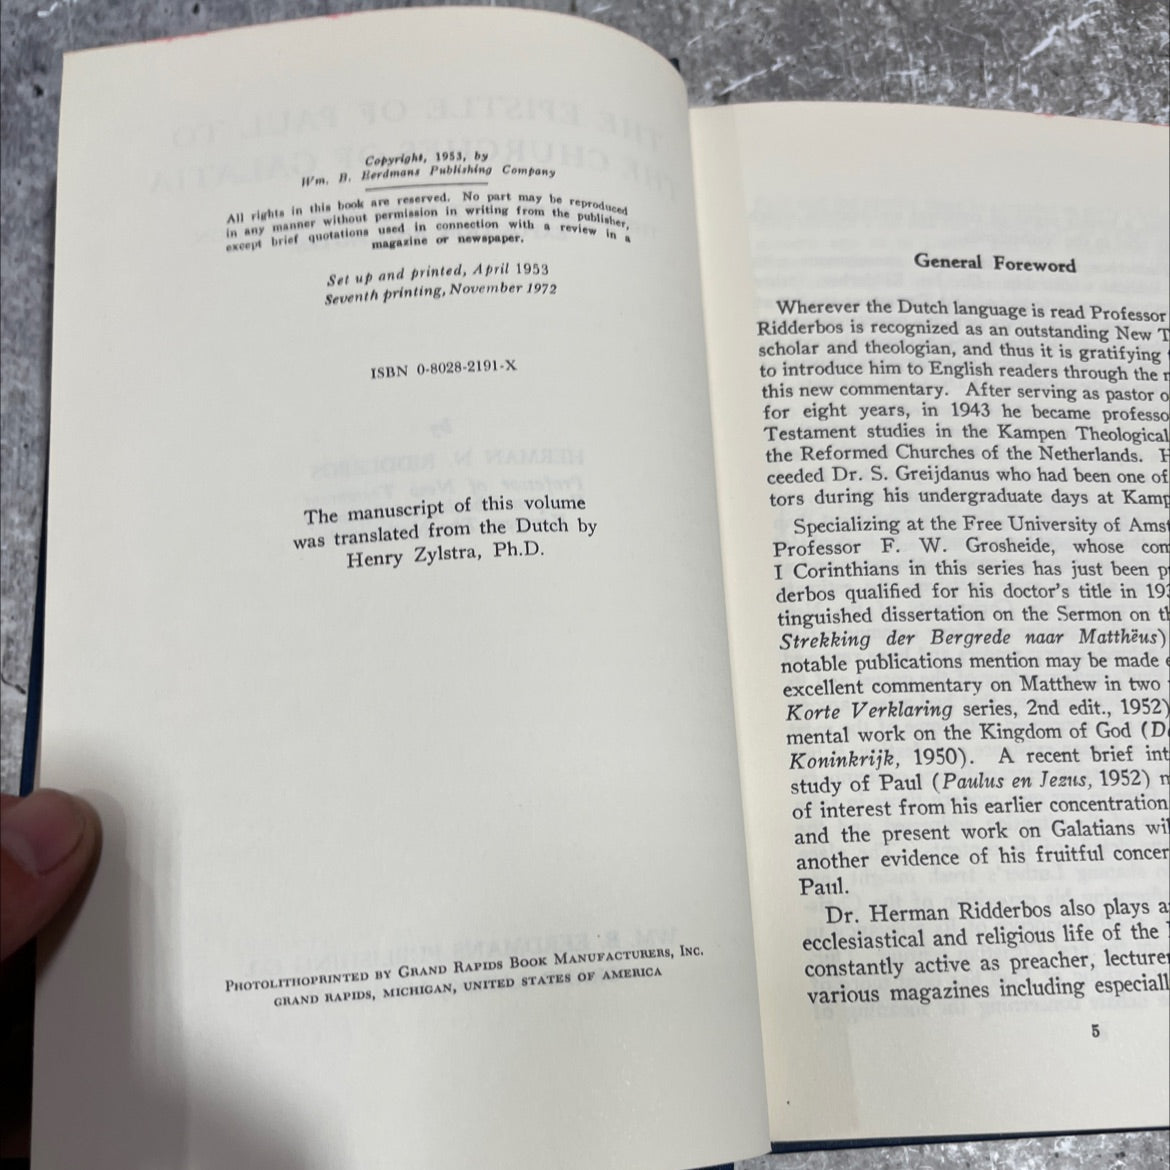 Copyright, 1953, by
Wm. B. Eerdmans Publishing Company
All rights in this book are reserved. No part may be reproduced
in any manner without permission in writing from the publisher,
except brief quotations used in connection with a review in a
magazine or newspaper.
Set up and printed, April 1953
Seventh printing, November 1972
ISBN 0-8028-2191-X
The manuscript of this volume
was translated from the Dutch by
Henry Zylstra, Ph.D.
PHOTOLITHOPRINTED BY GRAND RAPIDS BOOK MANUFACTURERS, INC.
GRAND RAPIDS, MICHIGAN, UNITED STATES OF AMERICA
General Foreword
Wherever the Dutch language is read Professor
Ridderbos is recognized as an outstanding New T
scholar and theologian, and thus it is gratifying
to introduce him to English readers through the
this new commentary. After serving as pastor o
for eight years, in 1943 he became professo
Testament studies in the Kampen Theological
the Reformed Churches of the Netherlands. H
ceeded Dr. S. Greijdanus who had been one of
tors during his undergraduate days at Kamp
Specializing at the Free University of Amst
Professor F. W. Grosheide, whose com
I Corinthians in this series has just been p
derbos qualified for his doctor's title in 193
tinguished dissertation on the Sermon on th
Strekking der Bergrede naar Matthëus)
notable publications mention may be made
excellent commentary on Matthew in two
Korte Verklaring series, 2nd edit., 1952)
mental work on the Kingdom of God (D
Koninkrijk, 1950). A recent brief int
study of Paul (Paulus en Jezus, 1952) m
of interest from his earlier concentration
and the present work on Galatians wil
another evidence of his fruitful concer
Paul.
Dr. Herman Ridderbos also plays a
ecclesiastical and religious life of the
constantly active as preacher, lecturer
various magazines including especiall
5